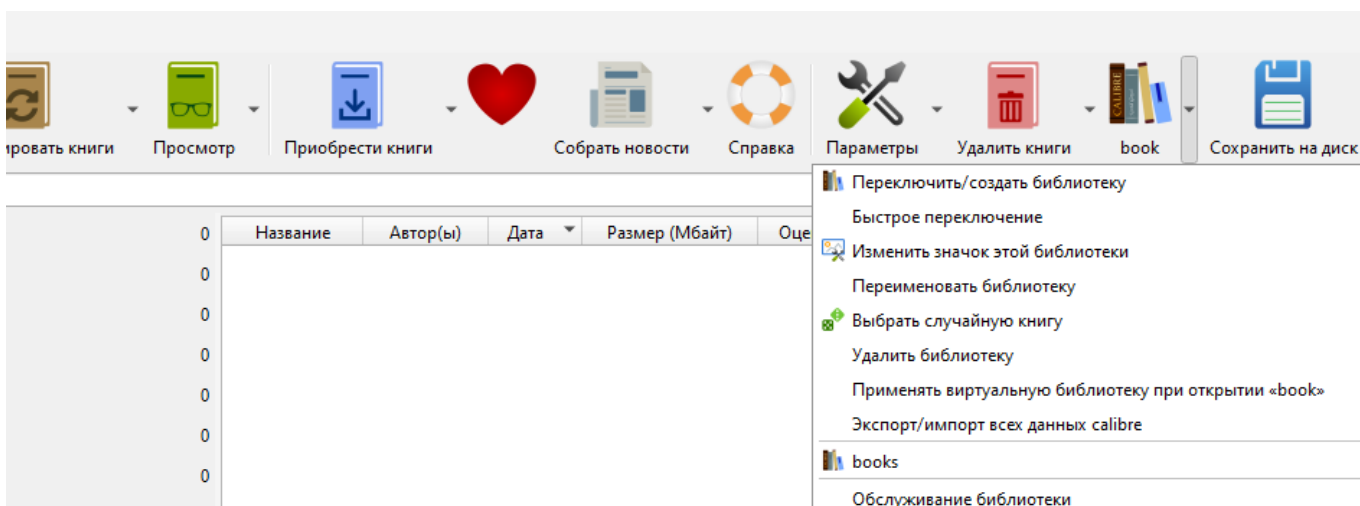 ировать книги
Просмотр
Приобрести книги
Собрать новости
Справка
Параметры
Удалить книги
CALIBRE
book
Сохранить на диск
Переключить/создать библиотеку
Быстрое переключение
Изменить значок этой библиотеки
Переименовать библиотеку
Выбрать случайную книгу
Удалить библиотеку
Применять виртуальную библиотеку при открытии «book»
Экспорт/импорт всех данных calibre
books
Обслуживание библиотеки
0 Название Автор(ы) Дата Размер (Мбайт) Оце
0
0
0
0
0
0